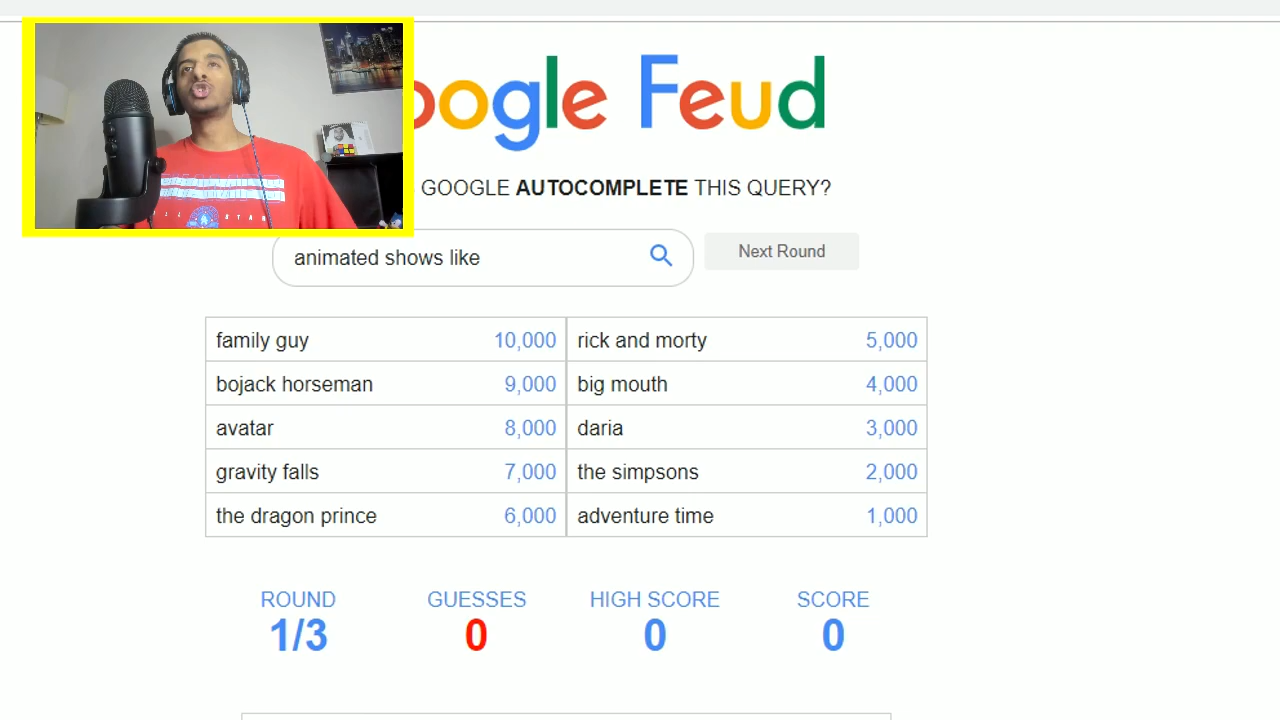 oogle Feud
GOOGLE AUTOCOMPLETE THIS QUERY?
animated shows like
Next Round
family guy 10,000 rick and morty 5,000
bojack horseman 9,000 big mouth 4,000
avatar 8,000 daria 3,000
gravity falls 7,000 the simpsons 2,000
the dragon prince 6,000 adventure time 1,000
ROUND GUESSES HIGH SCORE SCORE
1/3 0 0 0